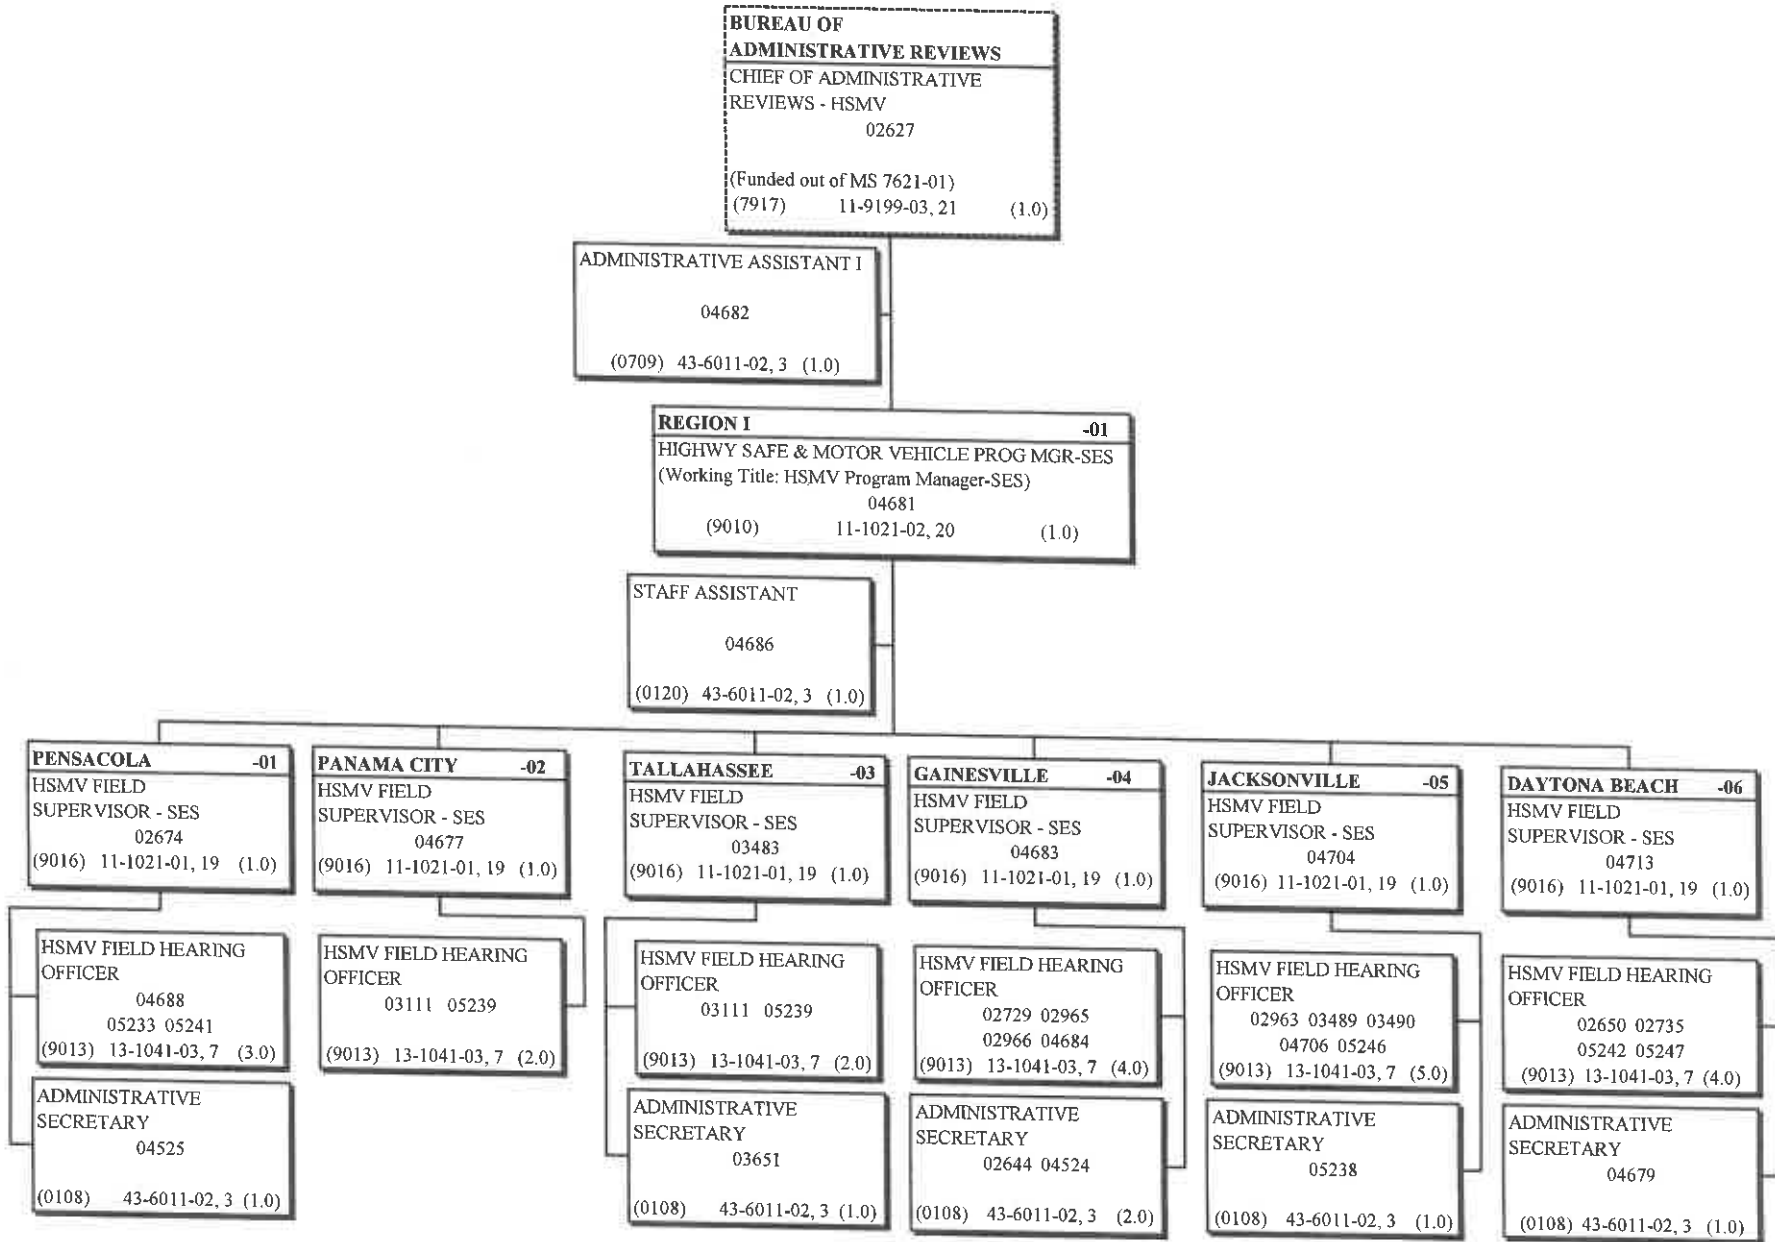 BUREAU OF
ADMINISTRATIVE REVIEWS
CHIEF OF ADMINISTRATIVE
REVIEWS - HSMV
02627
(Funded out of MS 7621-01)
(7917) 11-9199-03, 21 (1.0)
ADMINISTRATIVE ASSISTANT I
04682
(0709) 43-6011-02, 3 (1.0)
REGION I -01
HIGHWY SAFE & MOTOR VEHICLE PROG MGR-SES
(Working Title: HSMV Program Manager-SES)
04681
(9010) 11-1021-02, 20 (1.0)
STAFF ASSISTANT
04686
(0120) 43-6011-02, 3 (1.0)
PENSACOLA -01
HSMV FIELD
SUPERVISOR - SES
02674
(9016) 11-1021-01, 19 (1.0)
HSMV FIELD HEARING
OFFICER
04688
05233 05241
(9013) 13-1041-03, 7 (3.0)
ADMINISTRATIVE
SECRETARY
04525
(0108) 43-6011-02, 3 (1.0)
PANAMA CITY -02
HSMV FIELD
SUPERVISOR - SES
04677
(9016) 11-1021-01, 19 (1.0)
HSMV FIELD HEARING
OFFICER
03111 05239
(9013) 13-1041-03, 7 (2.0)
TALLAHASSEE -03
HSMV FIELD
SUPERVISOR - SES
03483
(9016) 11-1021-01, 19 (1.0)
HSMV FIELD HEARING
OFFICER
03111 05239
(9013) 13-1041-03, 7 (2.0)
ADMINISTRATIVE
SECRETARY
03651
(0108) 43-6011-02, 3 (1.0)
GAINESVILLE -04
HSMV FIELD
SUPERVISOR - SES
04683
(9016) 11-1021-01, 19 (1.0)
HSMV FIELD HEARING
OFFICER
02729 02965
02966 04684
(9013) 13-1041-03, 7 (4.0)
ADMINISTRATIVE
SECRETARY
02644 04524
(0108) 43-6011-02, 3 (2.0)
JACKSONVILLE -05
HSMV FIELD
SUPERVISOR - SES
04704
(9016) 11-1021-01, 19 (1.0)
HSMV FIELD HEARING
OFFICER
02963 03489 03490
04706 05246
(9013) 13-1041-03, 7 (5.0)
ADMINISTRATIVE
SECRETARY
05238
(0108) 43-6011-02, 3 (1.0)
DAYTONA BEACH -06
HSMV FIELD
SUPERVISOR - SES
04713
(9016) 11-1021-01, 19 (1.0)
HSMV FIELD HEARING
OFFICER
02650 02735
05242 05247
(9013) 13-1041-03, 7 (4.0)
ADMINISTRATIVE
SECRETARY
04679
(0108) 43-6011-02, 3 (1.0)